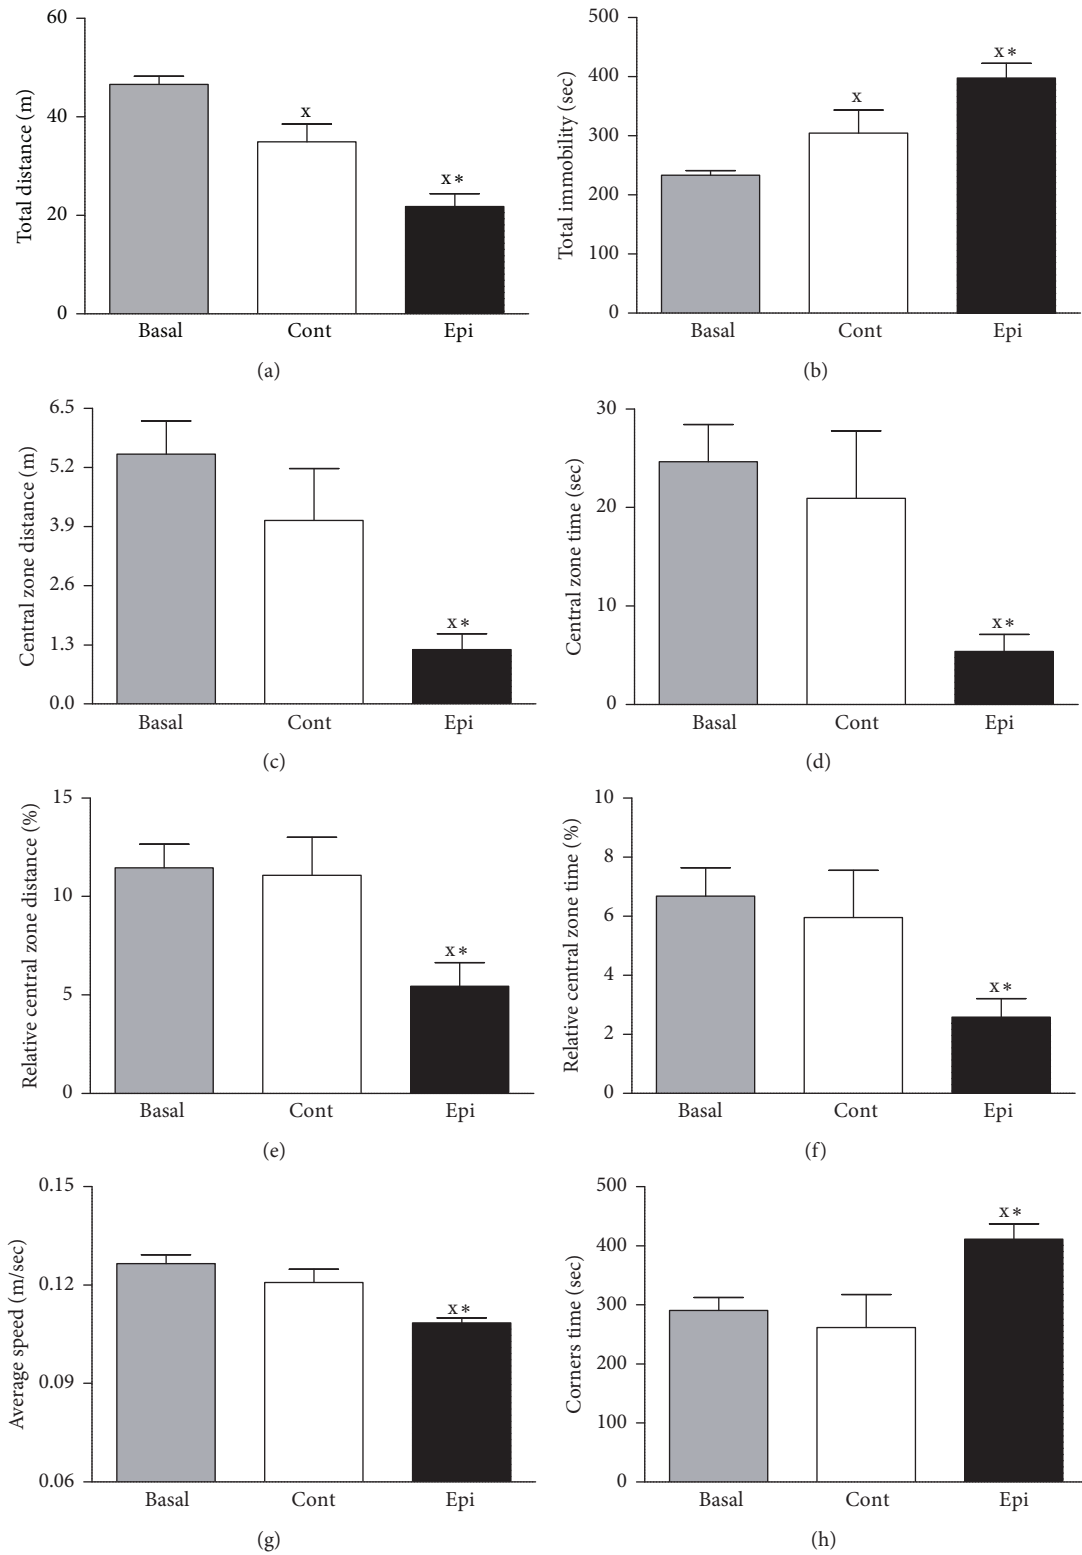 Total distance (m)
60
40
20
0
x
x *
Basal Cont Epi
(a)
Total immobility (sec)
500
400
300
200
100
0
x
x *
Basal Cont Epi
(b)
Central zone distance (m)
6.5
5.2
3.9
2.6
1.3
0.0
x *
Basal Cont Epi
(c)
Central zone time (sec)
30
20
10
0
x *
Basal Cont Epi
(d)
Relative central zone distance (%)
15
10
5
0
x *
Basal Cont Epi
(e)
Relative central zone time (%)
10
8
6
4
2
0
x *
Basal Cont Epi
(f)
Average speed (m/sec)
0.15
0.12
0.09
0.06
x *
Basal Cont Epi
(g)
Corners time (sec)
500
400
300
200
100
0
x *
Basal Cont Epi
(h)